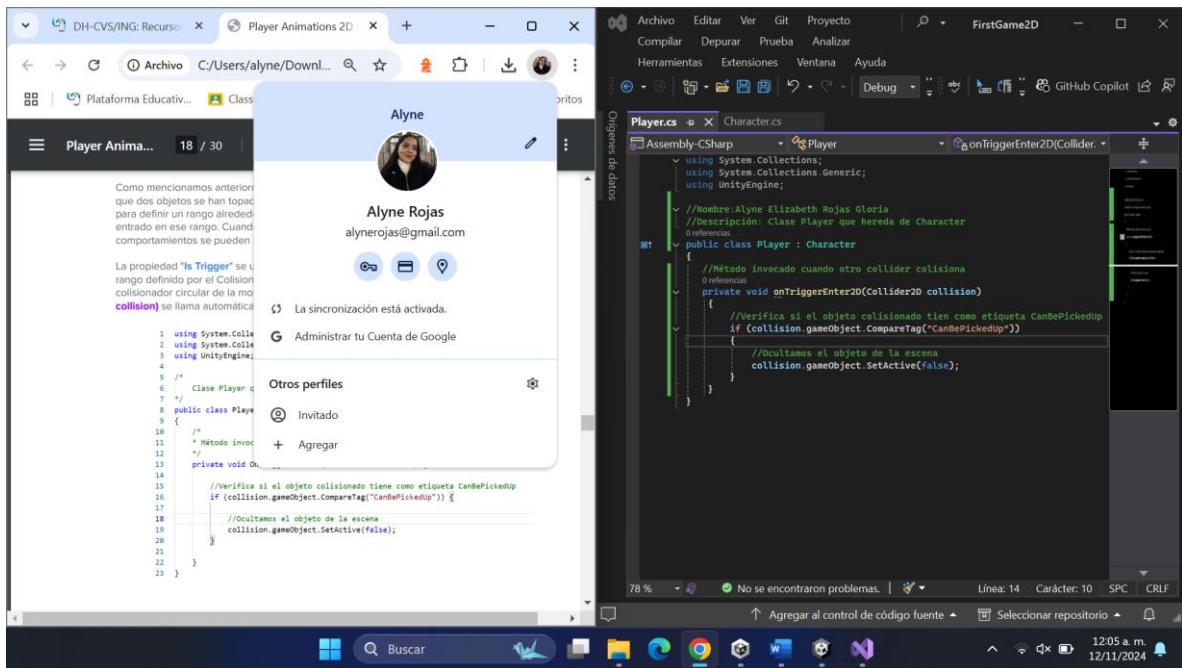 DH-CVS/ING: Recurso
Player Animations 2D
Archivo
C:/Users/alyne/Downl...
Plataforma Educativ...
Class
oritos
Player Anima...
18 / 30
Como mencionamos anterior
que dos objetos se han topad
para definir un rango alreded
entrado en ese rango. Cuand
comportamientos se pueden
La propiedad "Is Trigger" se u
rango definido por el Colision
colisionador circular de la mo
collision) se llama automática
1 using System.Colle
2 using System.Colle
3 using UnityEngine;
4
5 /*
6 Clase Player q
7 */
8 public class Playe
9 {
10 /*
11 * Método invoc
12 */
13 private void On
14
15 //Verifica si el objeto colisionado tiene como etiqueta CanBePickedUp
16 if (collision.gameObject.CompareTag("CanBePickedUp")) {
17
18 //Ocultamos el objeto de la escena
19 collision.gameObject.SetActive(false);
20 }
21
22 }
23 }
Alyne
Alyne Rojas
alynerojas@gmail.com
La sincronización está activada.
G Administrar tu Cuenta de Google
Otros perfiles
Invitado
+ Agregar
Archivo Editar Ver Git Proyecto
FirstGame2D
Compilar Depurar Prueba Analizar
Herramientas Extensiones Ventana Ayuda
Debug
GitHub Copilot
Orígenes de datos
Player.cs
Character.cs
Assembly-CSharp
Player
onTriggerEnter2D(Collider.
using System.Collections;
using System.Collections.Generic;
using UnityEngine;
//Nombre:Alyne Elizabeth Rojas Gloria
//Descripción: Clase Player que hereda de Character
0 referencias
public class Player : Character
{
//Método invocado cuando otro collider colisiona
0 referencias
private void onTriggerEnter2D(Collider2D collision)
{
//Verifica si el objeto colisionado tien como etiqueta CanBePickedUp
if (collision.gameObject.CompareTag("CanBePickedUp"))
{
//Ocultamos el objeto de la escena
collision.gameObject.SetActive(false);
}
}
}
78 %
No se encontraron problemas.
Línea: 14 Carácter: 10 SPC CRLF
Agregar al control de código fuente
Seleccionar repositorio
Buscar
12:05 a. m.
12/11/2024